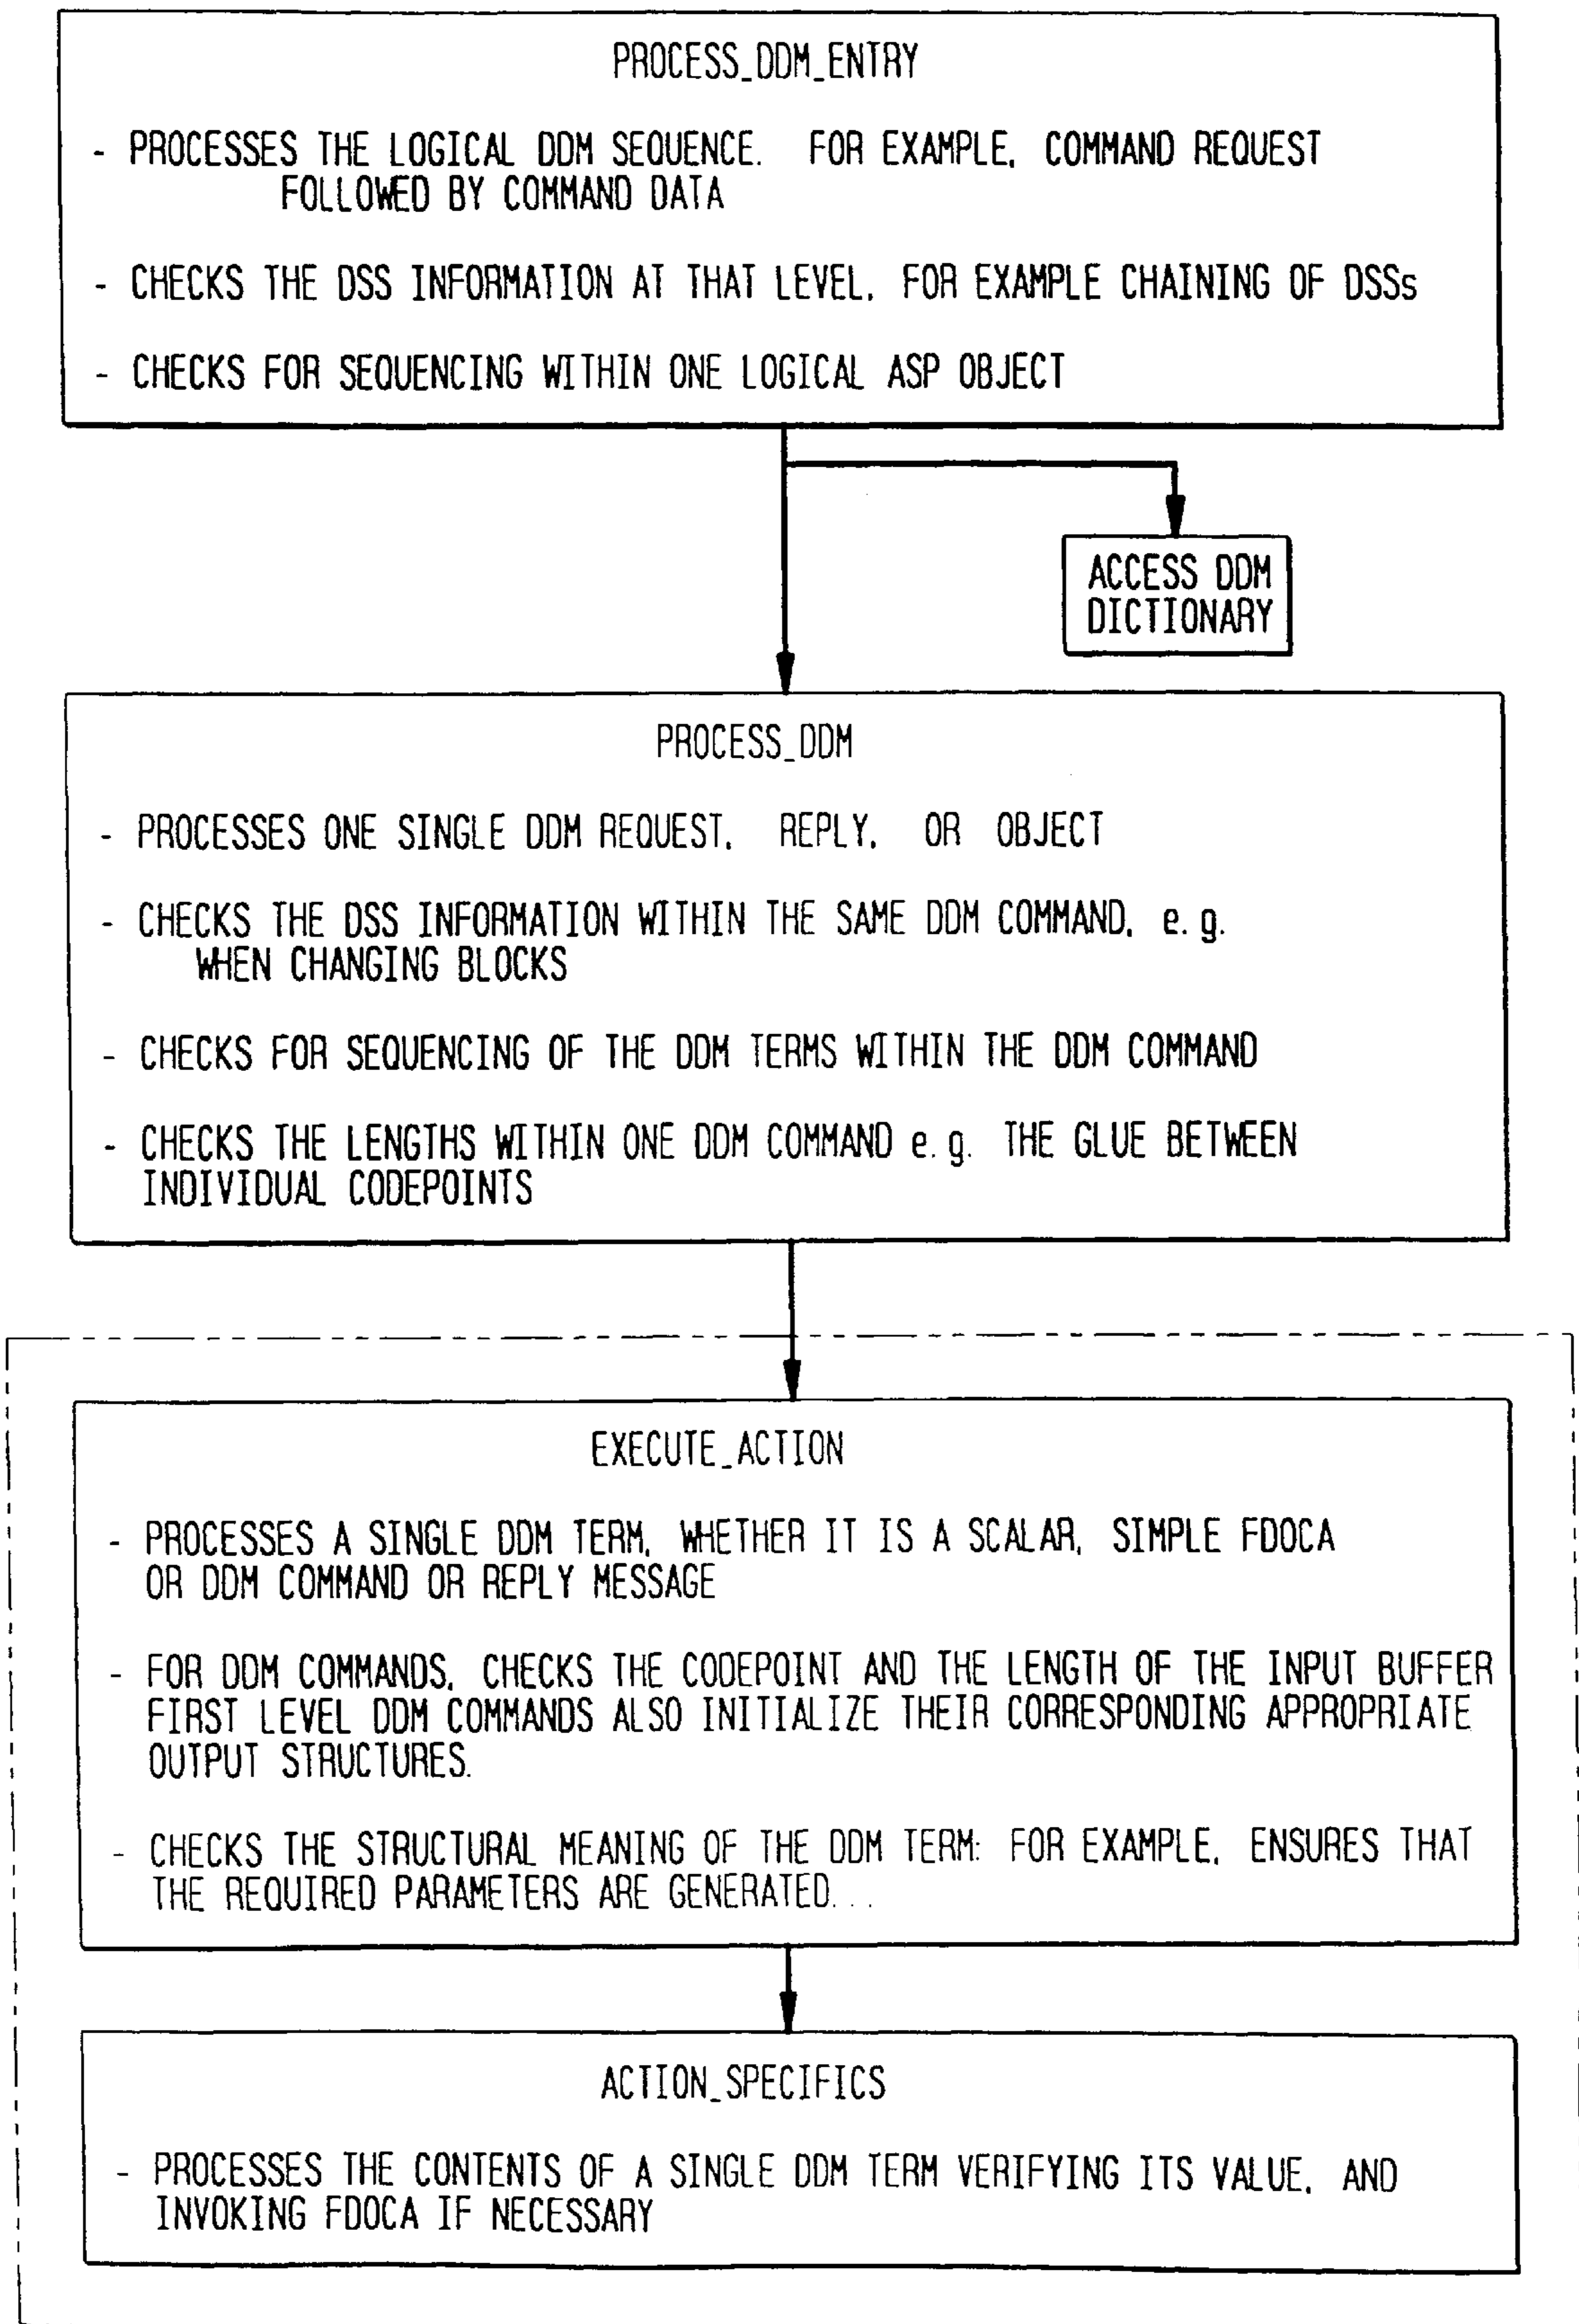 PROCESS_DDM_ENTRY
- PROCESSES THE LOGICAL DDM SEQUENCE. FOR EXAMPLE, COMMAND REQUEST
FOLLOWED BY COMMAND DATA
- CHECKS THE DSS INFORMATION AT THAT LEVEL, FOR EXAMPLE CHAINING OF DSSs
- CHECKS FOR SEQUENCING WITHIN ONE LOGICAL ASP OBJECT
ACCESS DDM
DICTIONARY
PROCESS_DDM
- PROCESSES ONE SINGLE DDM REQUEST, REPLY, OR OBJECT
- CHECKS THE DSS INFORMATION WITHIN THE SAME DDM COMMAND, e.g.
WHEN CHANGING BLOCKS
- CHECKS FOR SEQUENCING OF THE DDM TERMS WITHIN THE DDM COMMAND
- CHECKS THE LENGTHS WITHIN ONE DDM COMMAND e.g. THE GLUE BETWEEN
INDIVIDUAL CODEPOINTS
EXECUTE_ACTION
- PROCESSES A SINGLE DDM TERM, WHETHER IT IS A SCALAR, SIMPLE FDOCA
OR DDM COMMAND OR REPLY MESSAGE
- FOR DDM COMMANDS, CHECKS THE CODEPOINT AND THE LENGTH OF THE INPUT BUFFER
FIRST LEVEL DDM COMMANDS ALSO INITIALIZE THEIR CORRESPONDING APPROPRIATE
OUTPUT STRUCTURES.
- CHECKS THE STRUCTURAL MEANING OF THE DDM TERM: FOR EXAMPLE, ENSURES THAT
THE REQUIRED PARAMETERS ARE GENERATED...
ACTION_SPECIFICS
- PROCESSES THE CONTENTS OF A SINGLE DDM TERM VERIFYING ITS VALUE, AND
INVOKING FDOCA IF NECESSARY